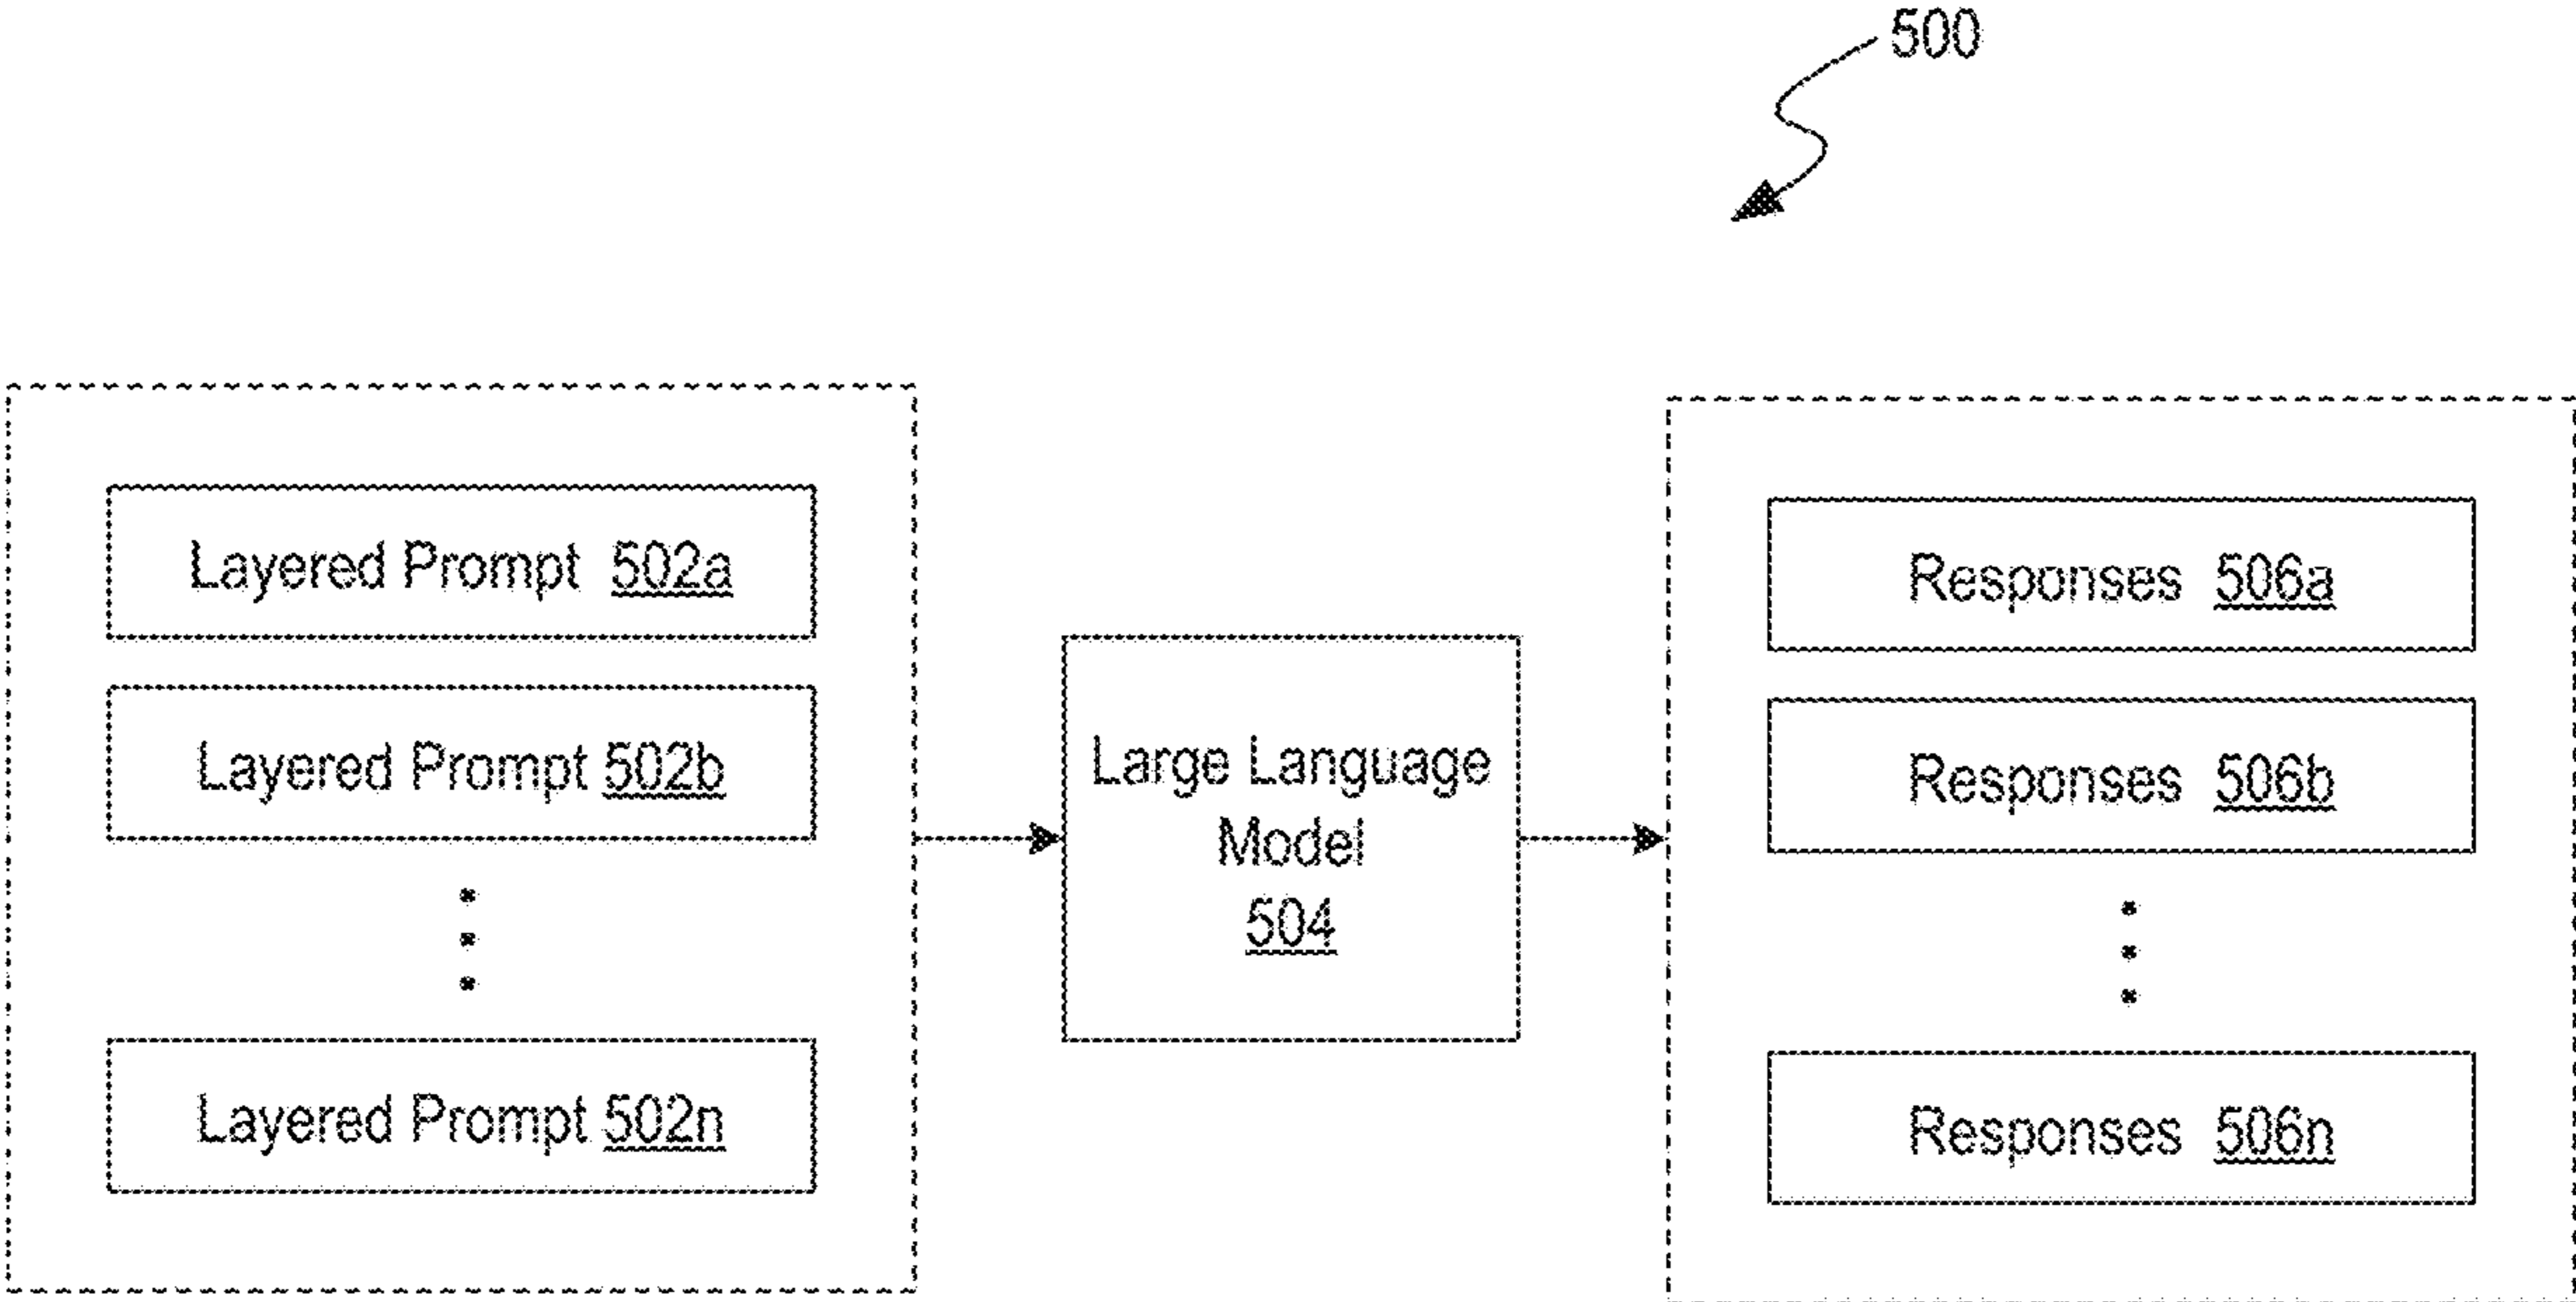 500
Layered Prompt 502a
Layered Prompt 502b
Layered Prompt 502n
Large Language
Model
504
Responses 506a
Responses 506b
Responses 506n